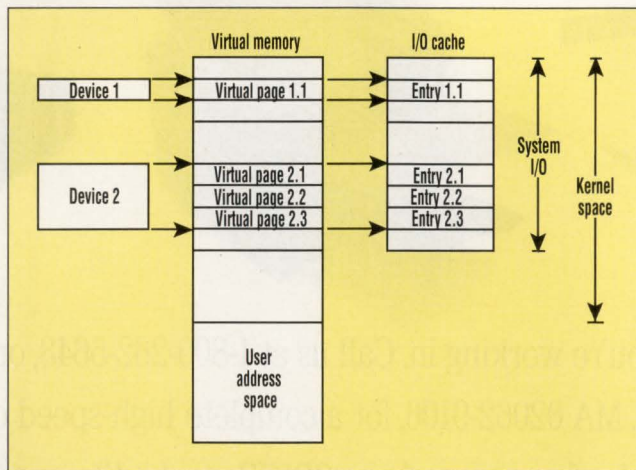 Virtual memory
I/O cache
Device 1
Virtual page 1.1
Entry 1.1
System
I/O
Kernel
space
Device 2
Virtual page 2.1
Virtual page 2.2
Virtual page 2.3
Entry 2.1
Entry 2.2
Entry 2.3
User
address
space